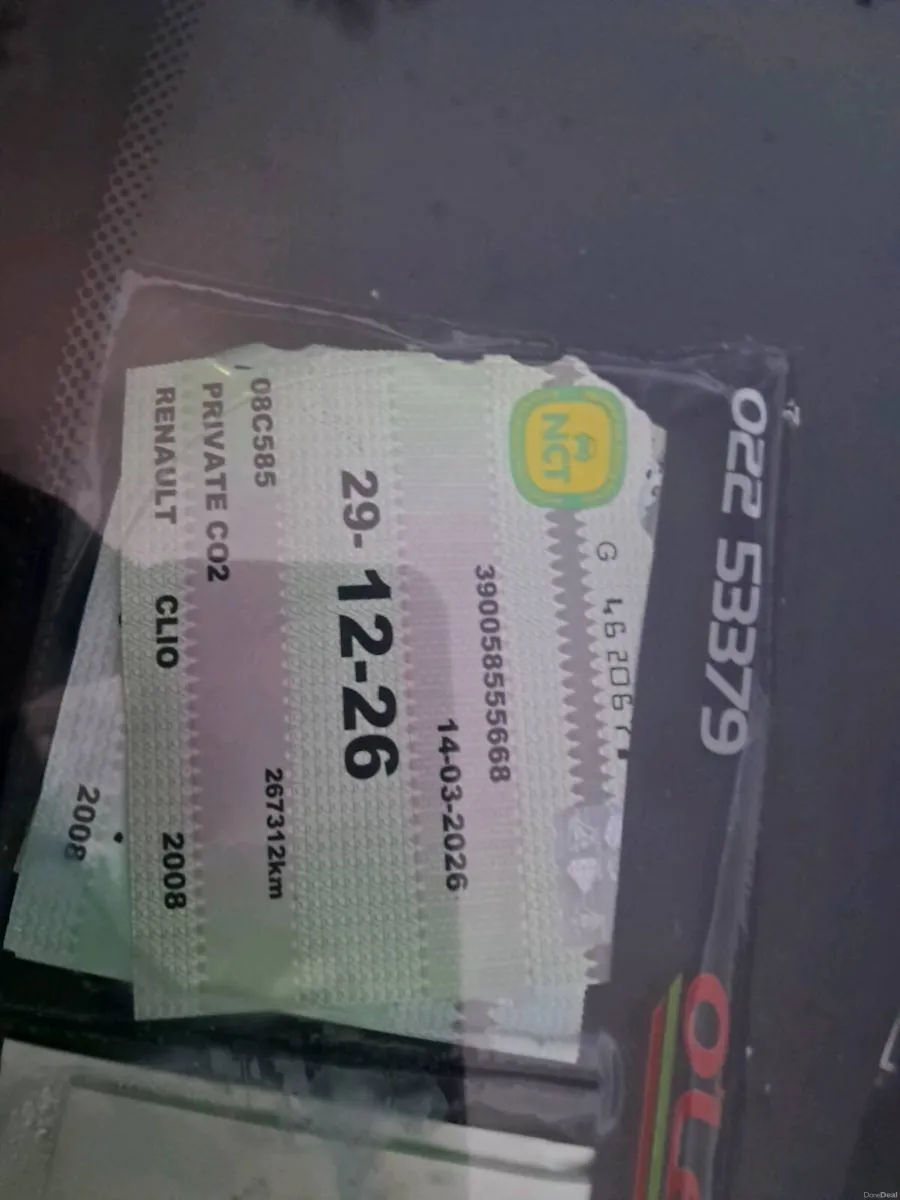 022 53379
OLE
NCT
G
39005855668
14-03-2026
29-12-26
08C585
267312km
PRIVATE CO2
RENAULT CLIO 2008
2008
DoneDeal